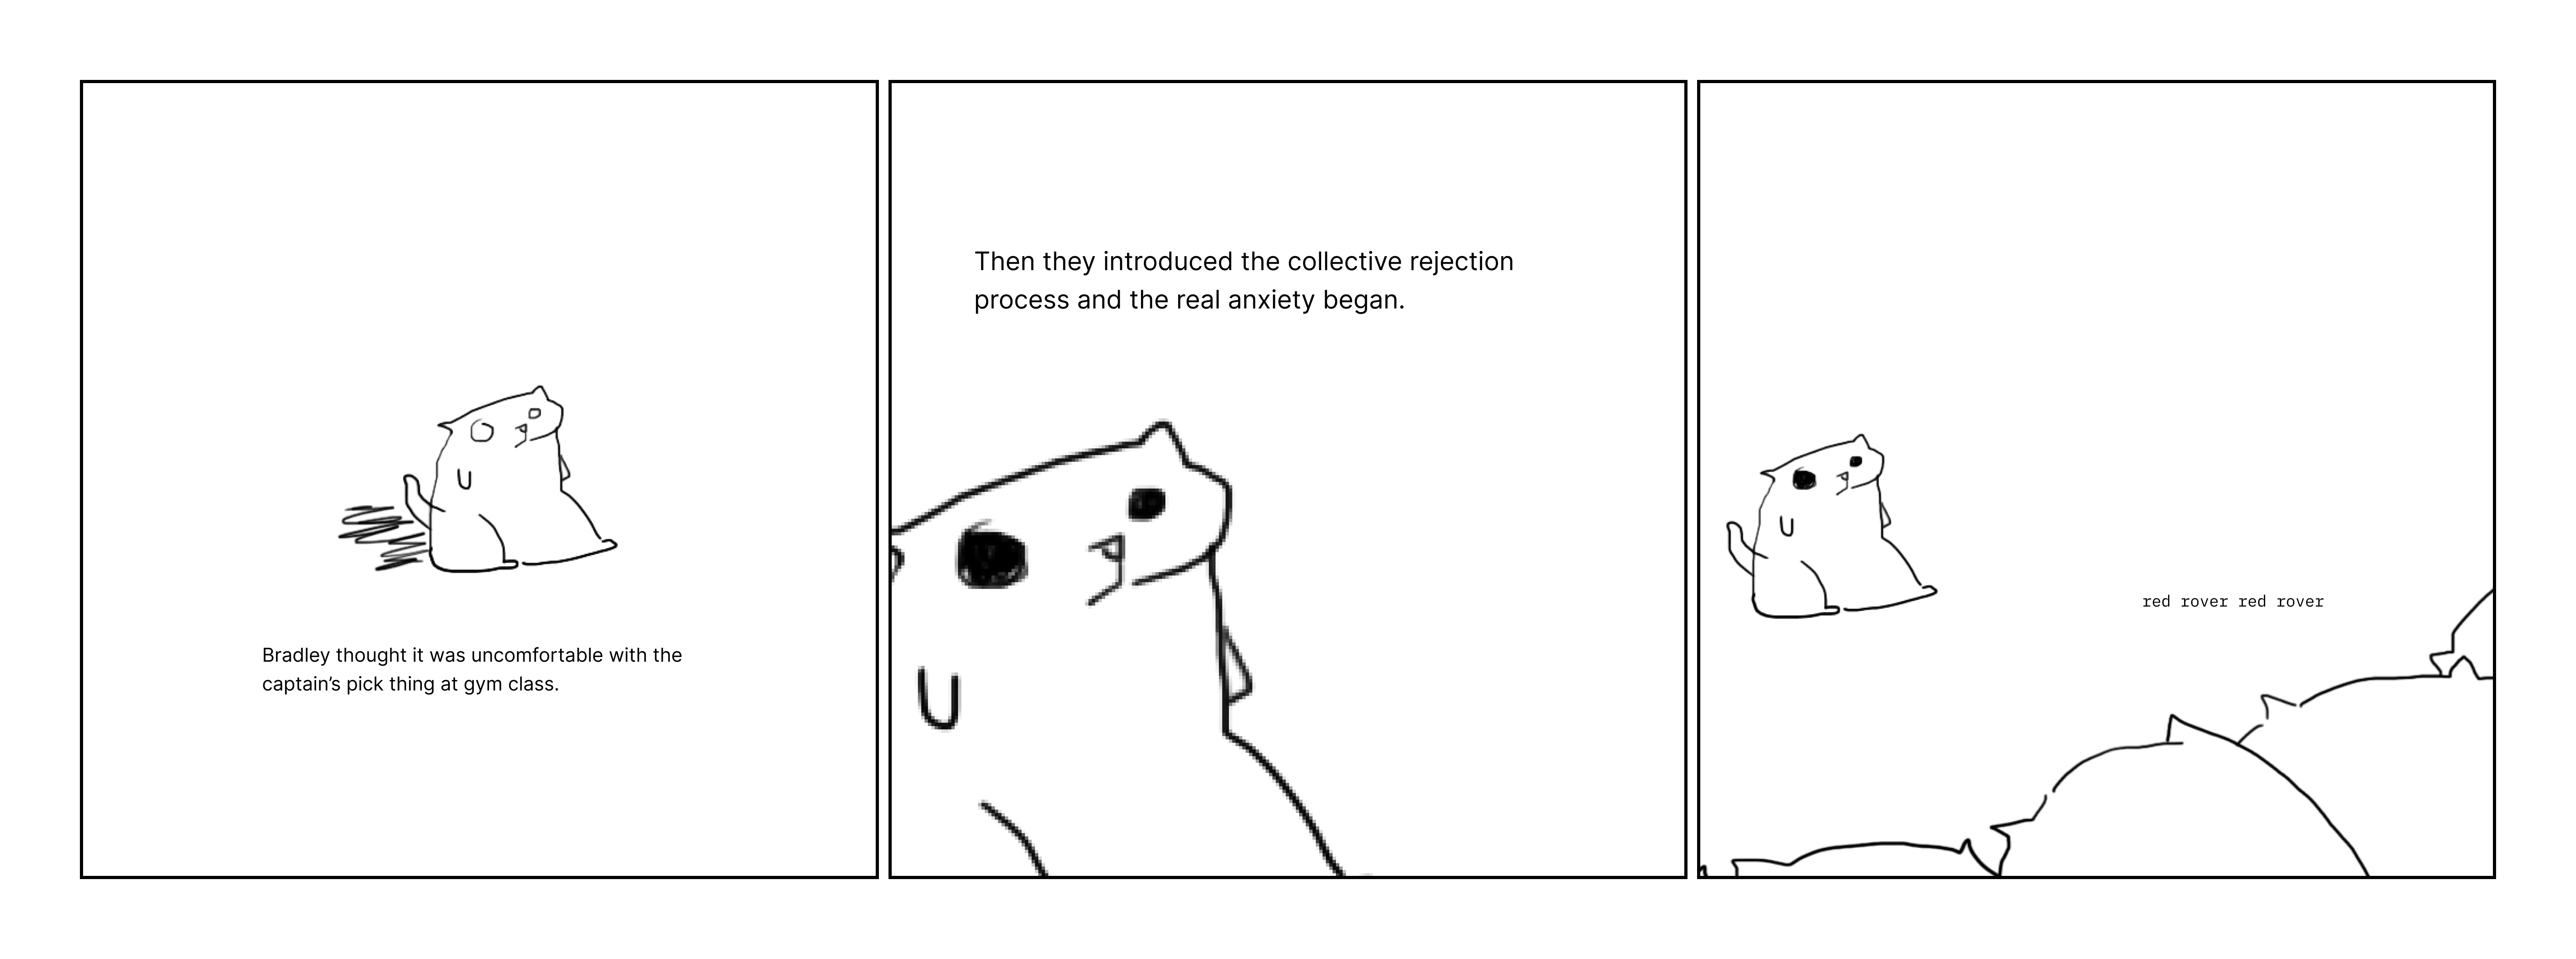 Bradley thought it was uncomfortable with the
captain’s pick thing at gym class.
Then they introduced the collective rejection
process and the real anxiety began.
red rover red rover